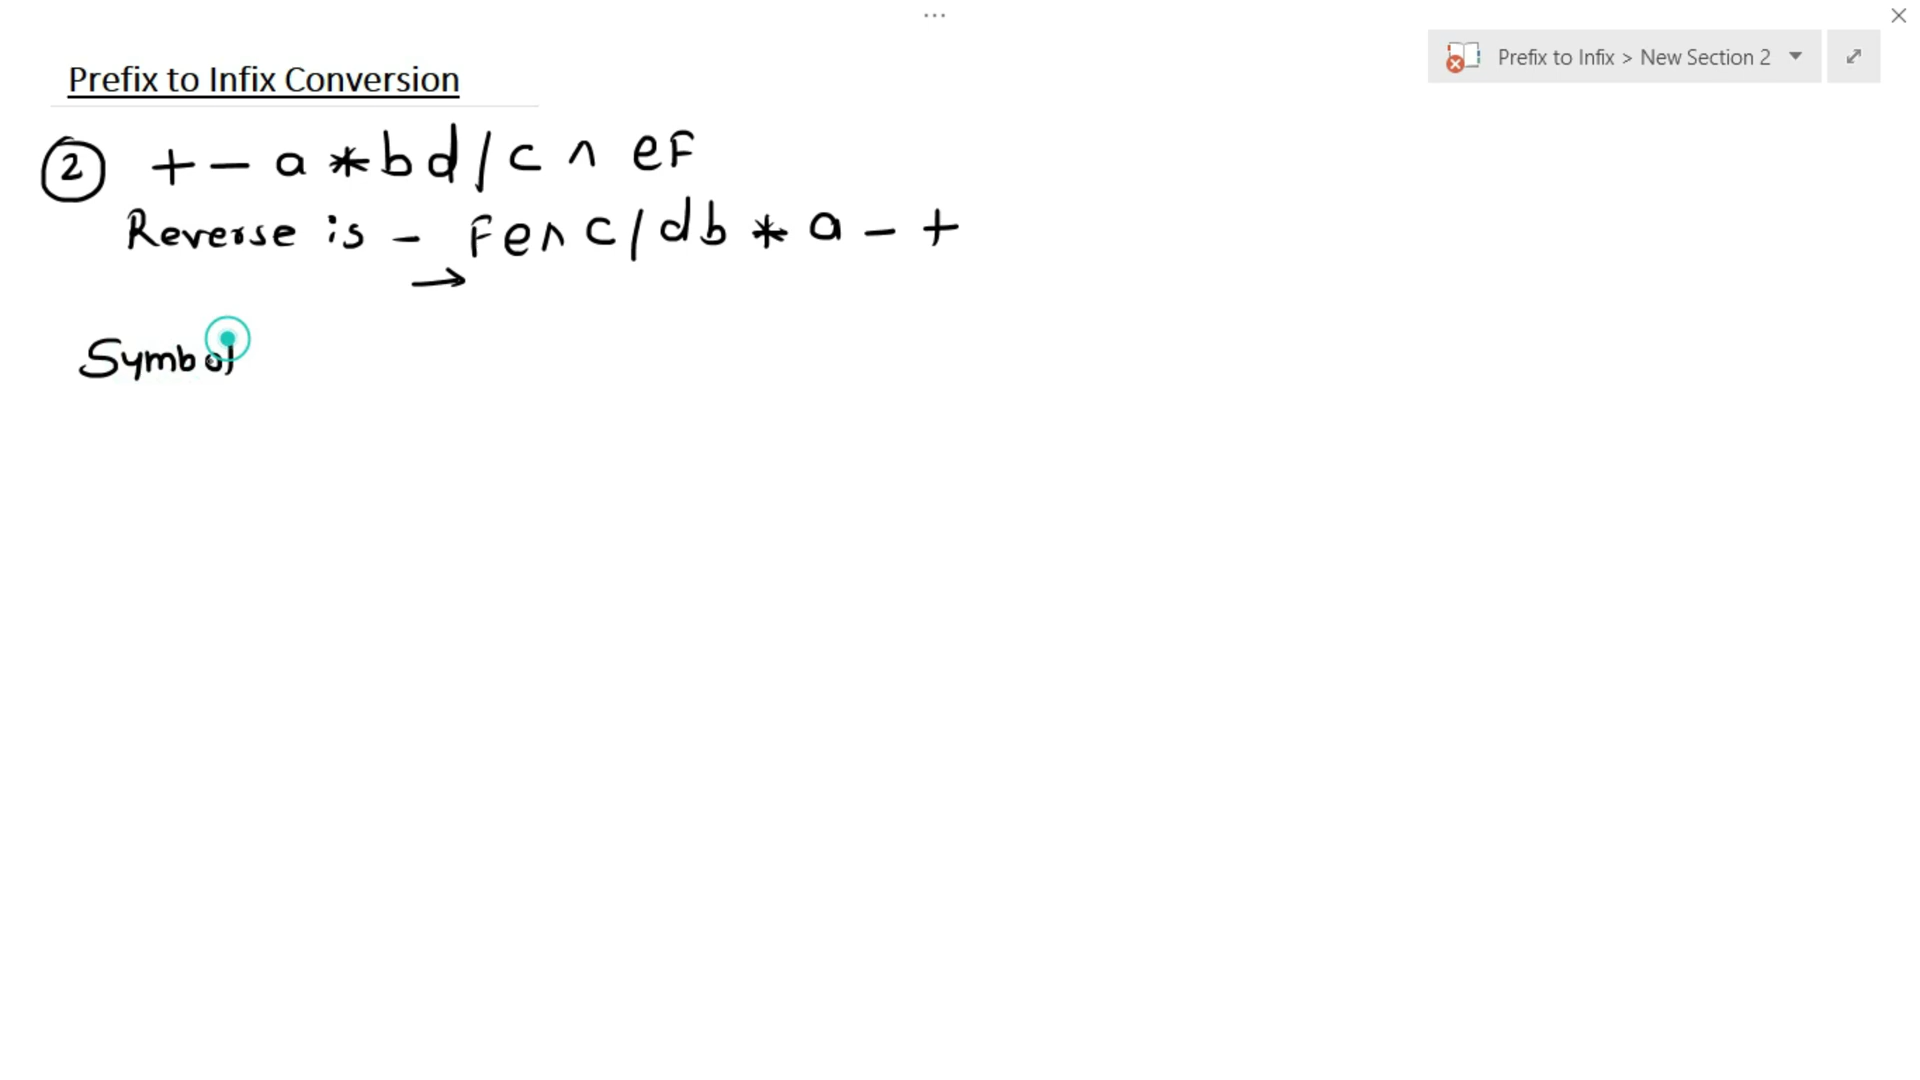 ...
Prefix to Infix > New Section 2
Prefix to Infix Conversion
2 + - a * b d / c ^ e F
Reverse is - F e ^ c / d b * a - +
→
Symbol